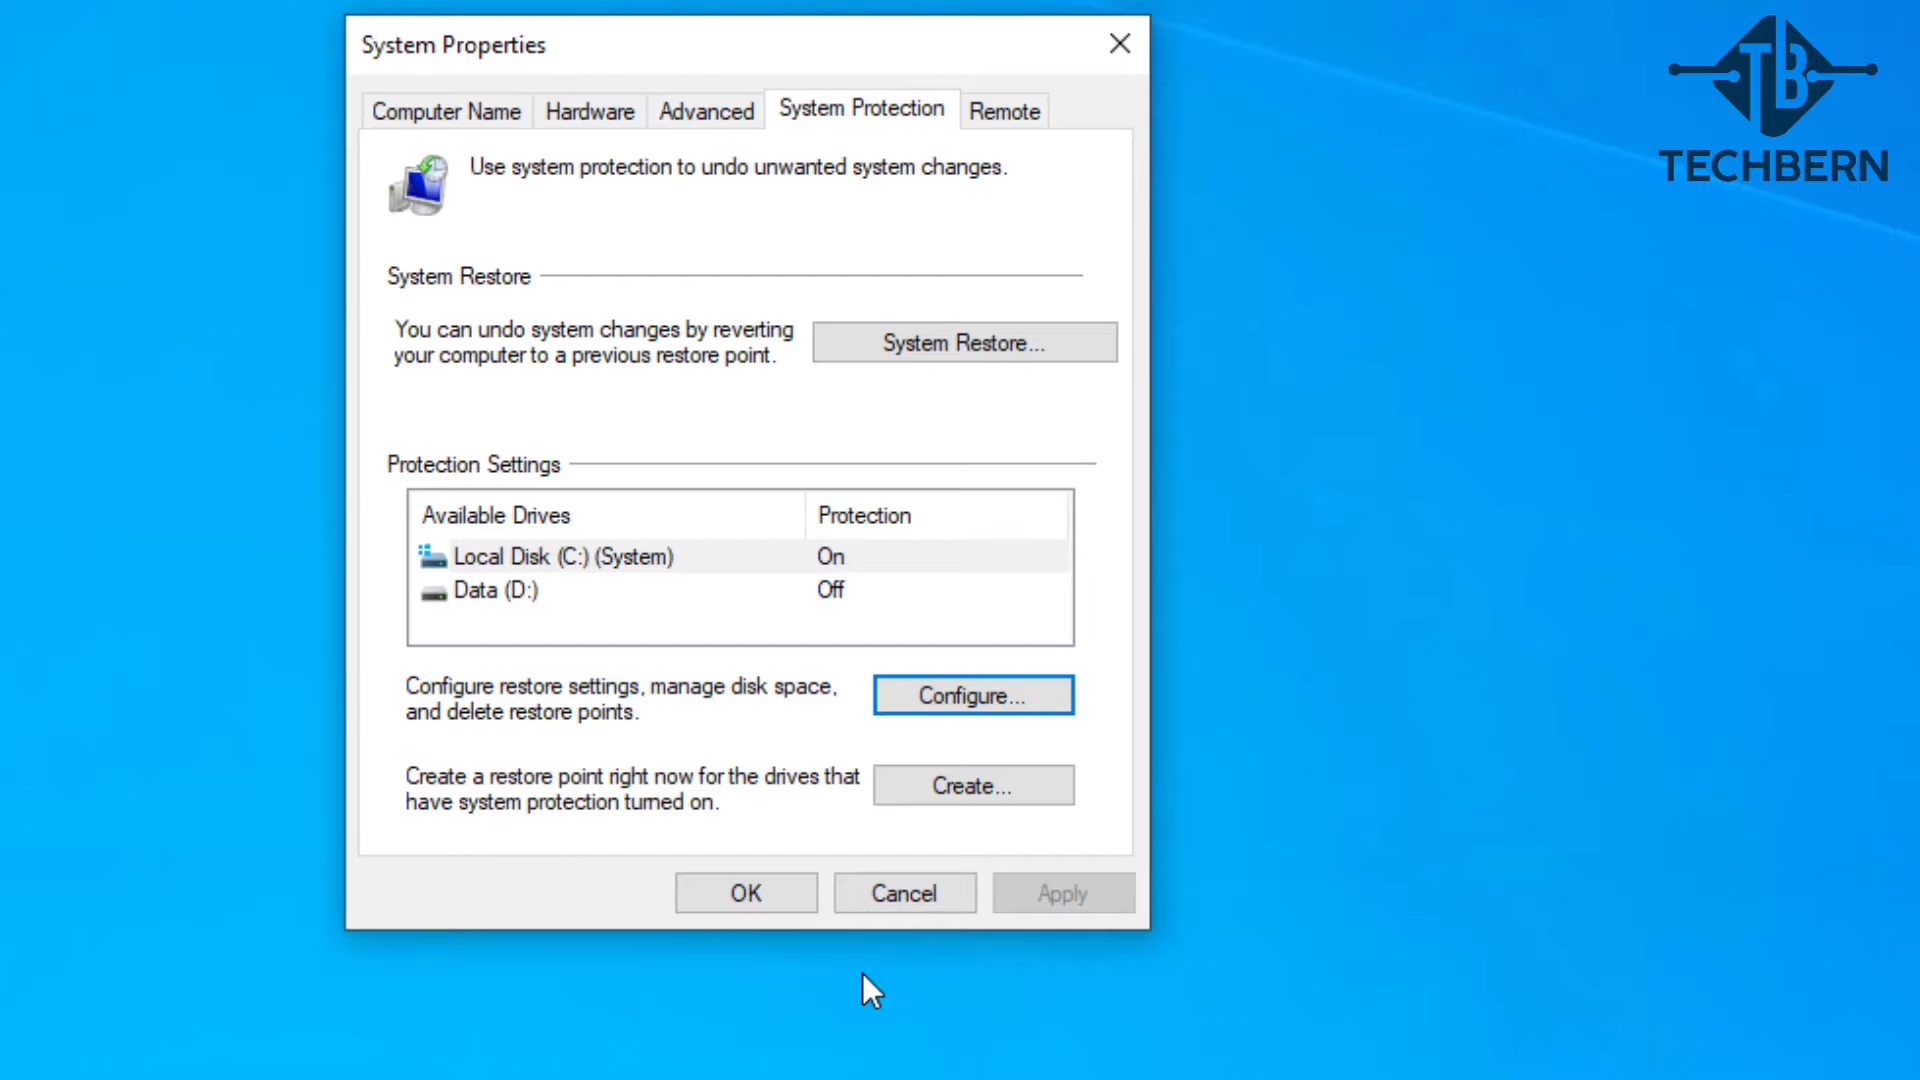 System Properties
Computer Name
Hardware
Advanced
System Protection
Remote
Use system protection to undo unwanted system changes.
System Restore
You can undo system changes by reverting
your computer to a previous restore point.
System Restore...
Protection Settings
Available Drives
Protection
Local Disk (C:) (System)
On
Data (D:)
Off
Configure restore settings, manage disk space,
and delete restore points.
Configure...
Create a restore point right now for the drives that
have system protection turned on.
Create...
OK
Cancel
Apply
TB
TECHBERN